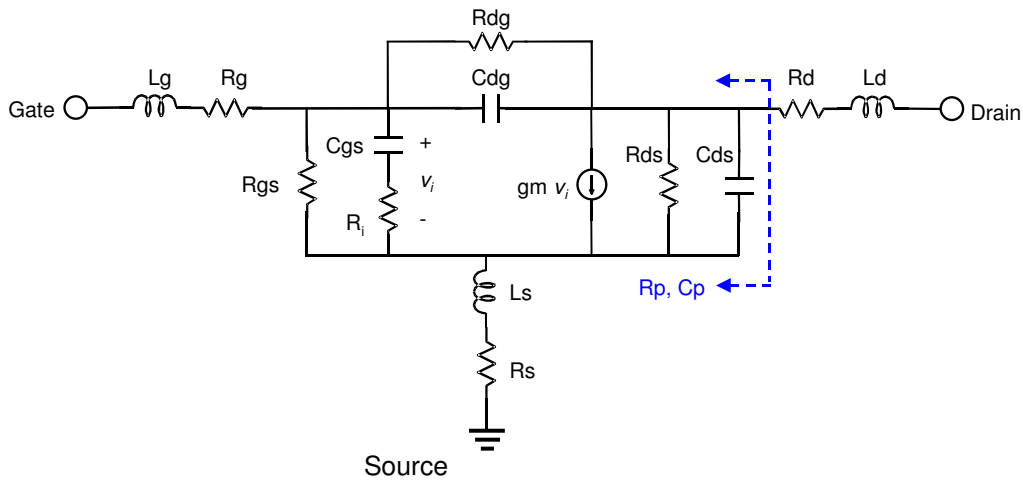 Rdg
Lg
Rg
Cdg
Rd
Ld
Gate
Drain
Cgs
+
Rds
Cds
Rgs
vi
gm vi
Ri
-
Ls
Rp, Cp
Rs
Source